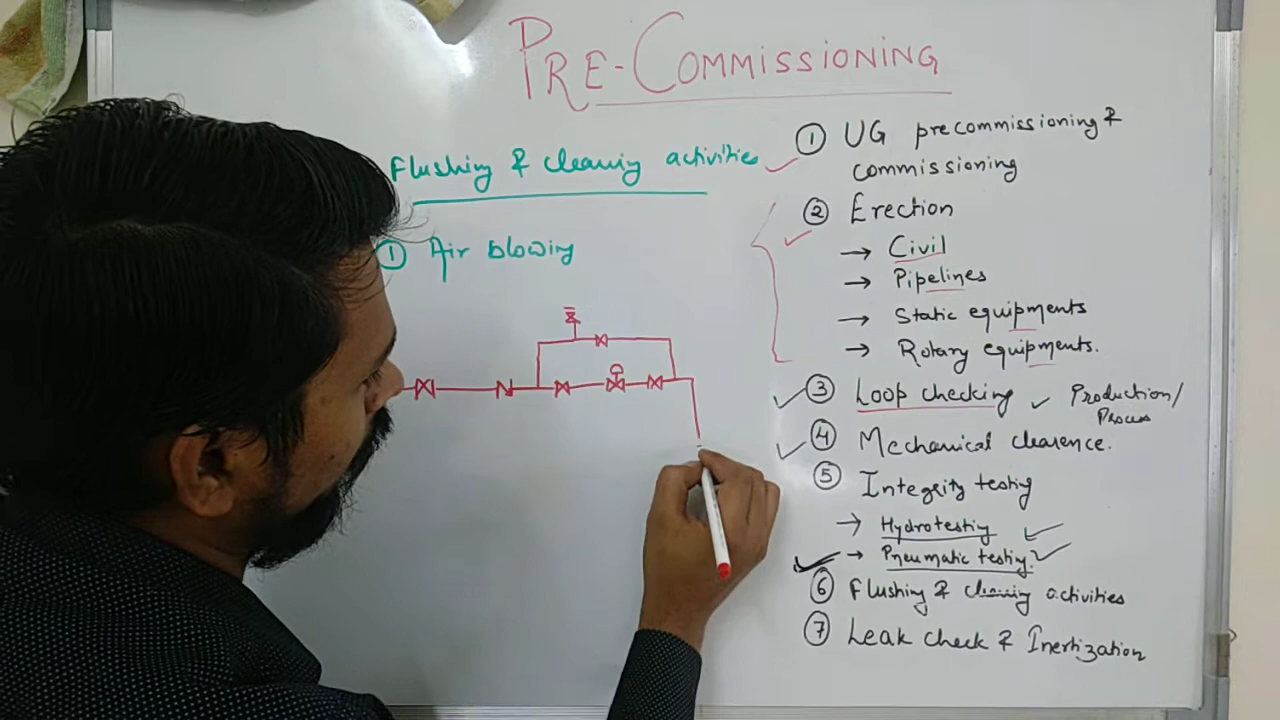 PRE-COMMISSIONING
Flushing & cleaning activities
① Air blowing
① UG precommissioning &
commissioning
② Erection
→ Civil
→ Pipelines
→ Static equipments
→ Rotary equipments.
③ Loop checking ✓ Production/
Process
④ Mechanical clearence.
⑤ Integrity testing
→ Hydrotesting ✓
→ Pneumatic testing ✓
⑥ Flushing & cleaning activities
⑦ Leak check & Inertization